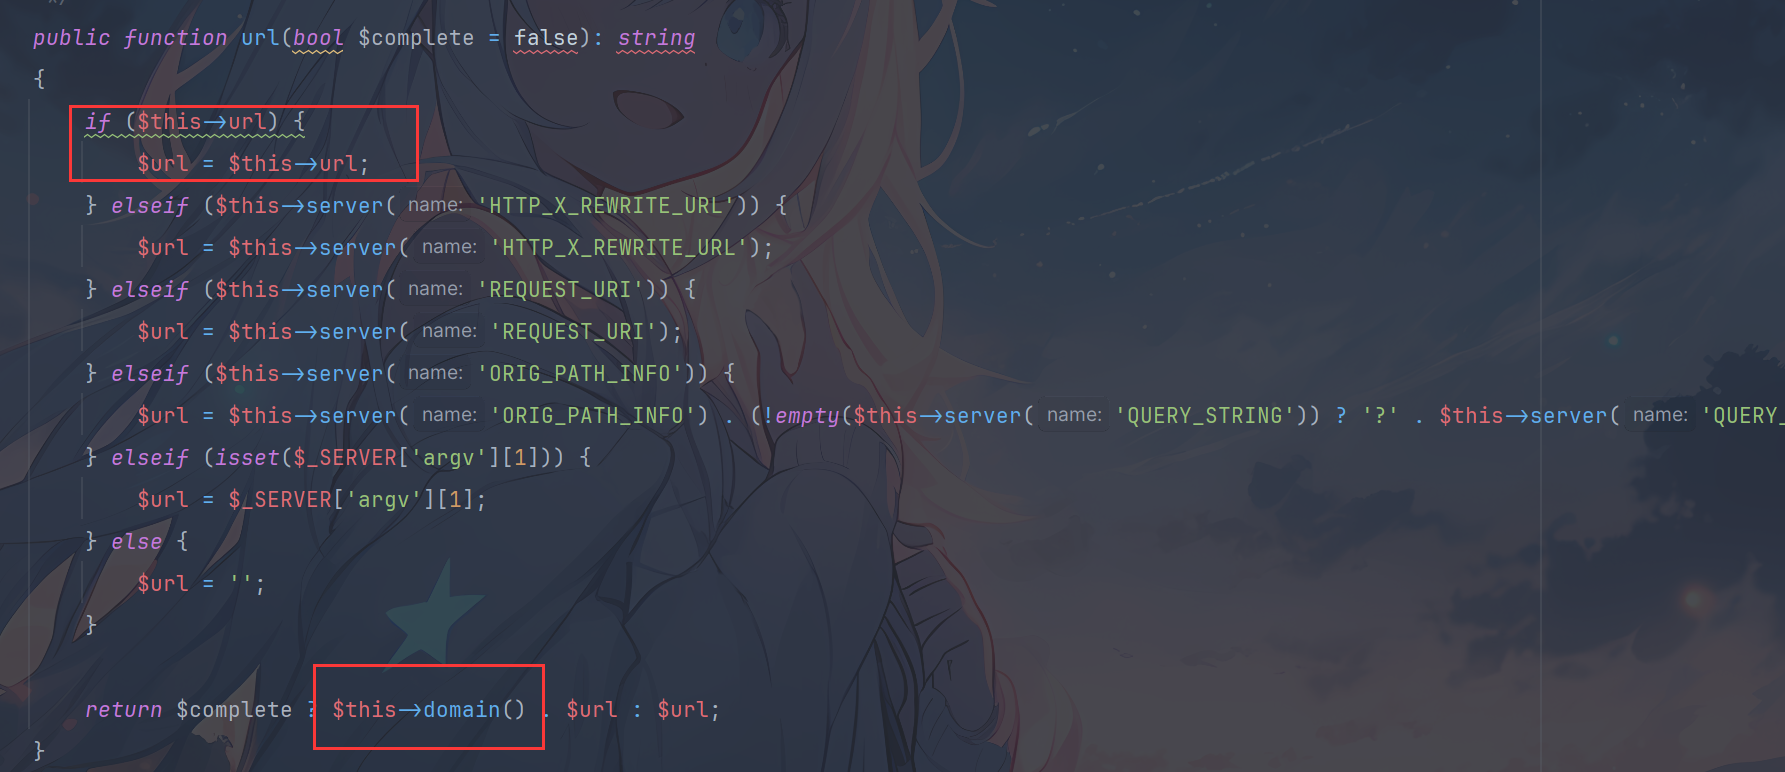 */
public function url(bool $complete = false): string
{
if ($this->url) {
$url = $this->url;
} elseif ($this->server( name: 'HTTP_X_REWRITE_URL')) {
$url = $this->server( name: 'HTTP_X_REWRITE_URL');
} elseif ($this->server( name: 'REQUEST_URI')) {
$url = $this->server( name: 'REQUEST_URI');
} elseif ($this->server( name: 'ORIG_PATH_INFO')) {
$url = $this->server( name: 'ORIG_PATH_INFO') . (!empty($this->server( name: 'QUERY_STRING')) ? '?' . $this->server( name: 'QUERY_
} elseif (isset($_SERVER['argv'][1])) {
$url = $_SERVER['argv'][1];
} else {
$url = '';
}
return $complete ? $this->domain() . $url : $url;
}